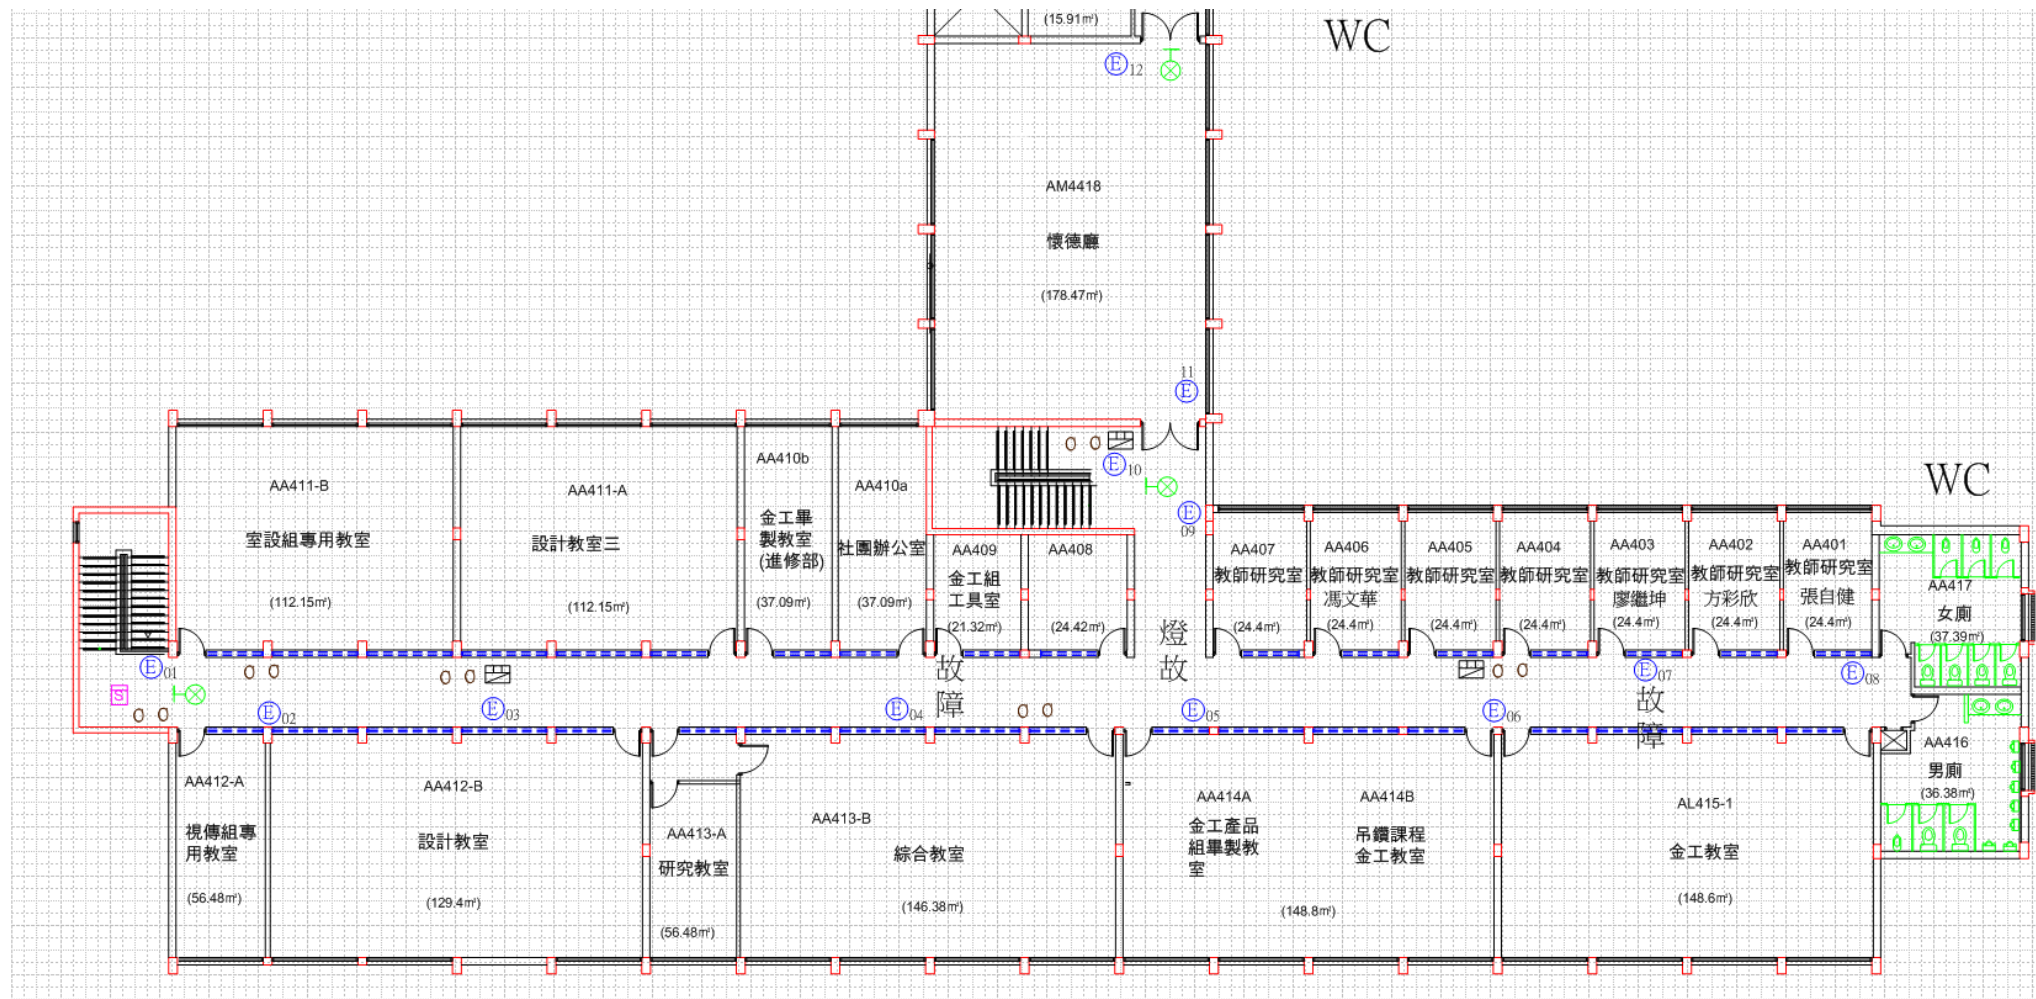 (15.91㎡)
WC
E12
AM4418
懷德廳
(178.47㎡)
11
E
E10
E
09
WC
AA411-B
室設組專用教室
(112.15㎡)
AA411-A
設計教室三
(112.15㎡)
AA410b
金工畢
製教室
(進修部)
(37.09㎡)
AA410a
社團辦公室
(37.09㎡)
AA409
金工組
工具室
(21.32㎡)
AA408
(24.42㎡)
AA407
教師研究室
(24.4㎡)
AA406
教師研究室
馮文華
(24.4㎡)
AA405
教師研究室
(24.4㎡)
AA404
教師研究室
(24.4㎡)
AA403
教師研究室
廖繼坤
(24.4㎡)
AA402
教師研究室
方彩欣
(24.4㎡)
AA401
教師研究室
張自健
(24.4㎡)
AA417
女廁
(37.39㎡)
E01
S
E02
E03
E04
故
障
燈
故
E05
E06
E07
故
障
E08
AA412-A
視傳組專
用教室
(56.48㎡)
AA412-B
設計教室
(129.4㎡)
AA413-A
研究教室
(56.48㎡)
AA413-B
綜合教室
(146.38㎡)
AA414A
金工產品
組畢製教
室
AA414B
吊鑽課程
金工教室
(148.8㎡)
AL415-1
金工教室
(148.6㎡)
AA416
男廁
(36.38㎡)